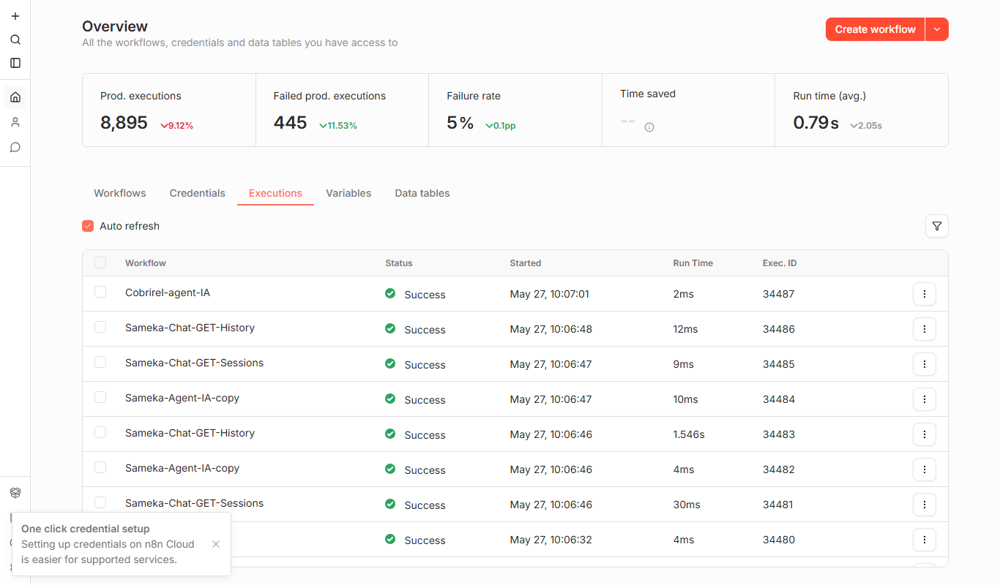 Overview
Create workflow
All the workflows, credentials and data tables you have access to
Prod. executions
Failed prod. executions
Failure rate
Time saved
Run time (avg.)
8,895 9.12%
445 11.53%
5% 0.1pp
--
0.79s 2.05s
Workflows Credentials Executions Variables Data tables
Auto refresh
Workflow Status Started Run Time Exec. ID
Cobrirel-agent-IA Success May 27, 10:07:01 2ms 34487
Sameka-Chat-GET-History Success May 27, 10:06:48 12ms 34486
Sameka-Chat-GET-Sessions Success May 27, 10:06:47 9ms 34485
Sameka-Agent-IA-copy Success May 27, 10:06:47 10ms 34484
Sameka-Chat-GET-History Success May 27, 10:06:46 1.546s 34483
Sameka-Agent-IA-copy Success May 27, 10:06:46 4ms 34482
Sameka-Chat-GET-Sessions Success May 27, 10:06:46 30ms 34481
Success May 27, 10:06:32 4ms 34480
One click credential setup
Setting up credentials on n8n Cloud
is easier for supported services.